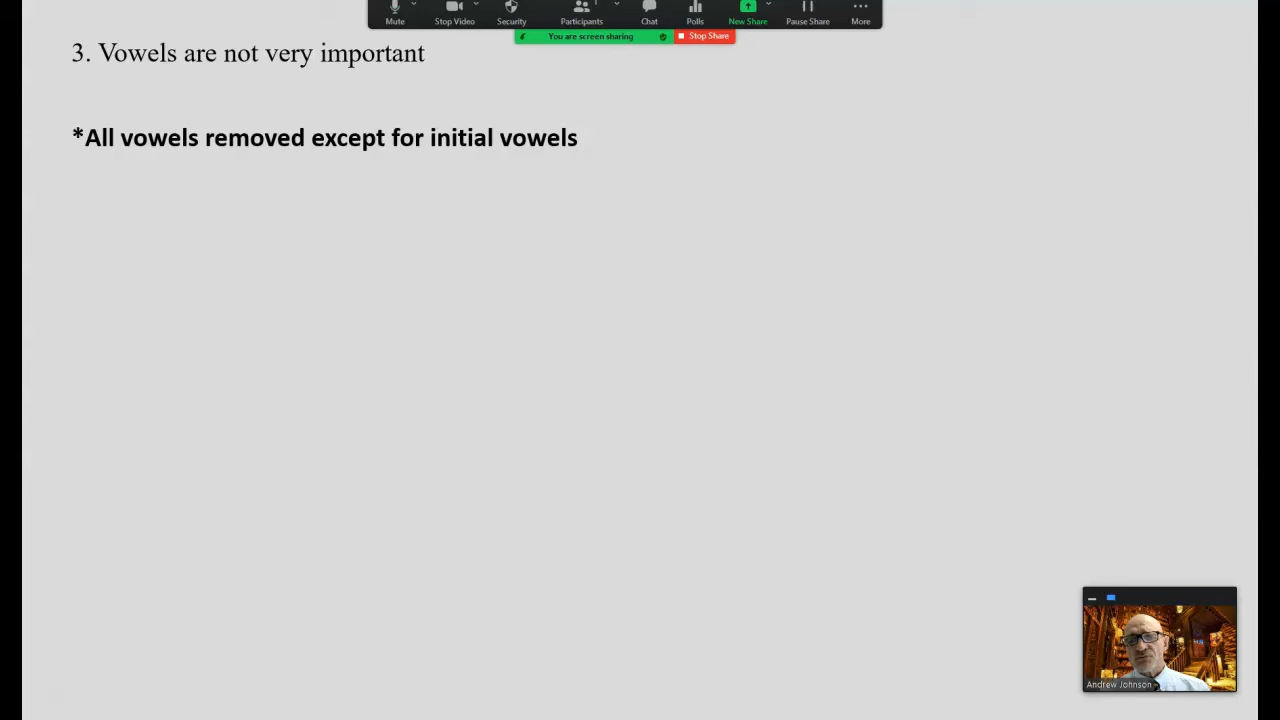 Mute
Stop Video
Security
Participants
1
Chat
Polls
New Share
Pause Share
More
You are screen sharing
Stop Share
3. Vowels are not very important
*All vowels removed except for initial vowels
Andrew Johnson